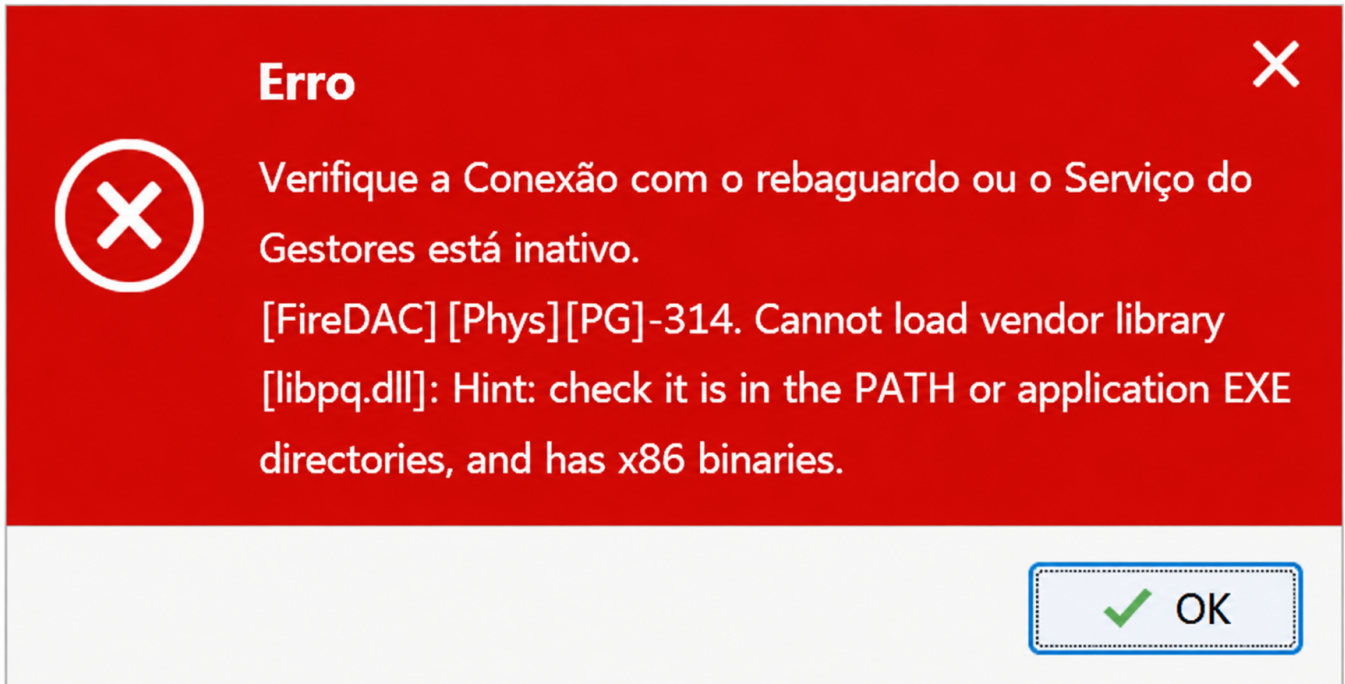 Erro
Verifique a Conexão com o rebaguardo ou o Serviço do
Gestores está inativo.
[FireDAC][Phys][PG]-314. Cannot load vendor library
[libpq.dll]: Hint: check it is in the PATH or application EXE
directories, and has x86 binaries.
OK